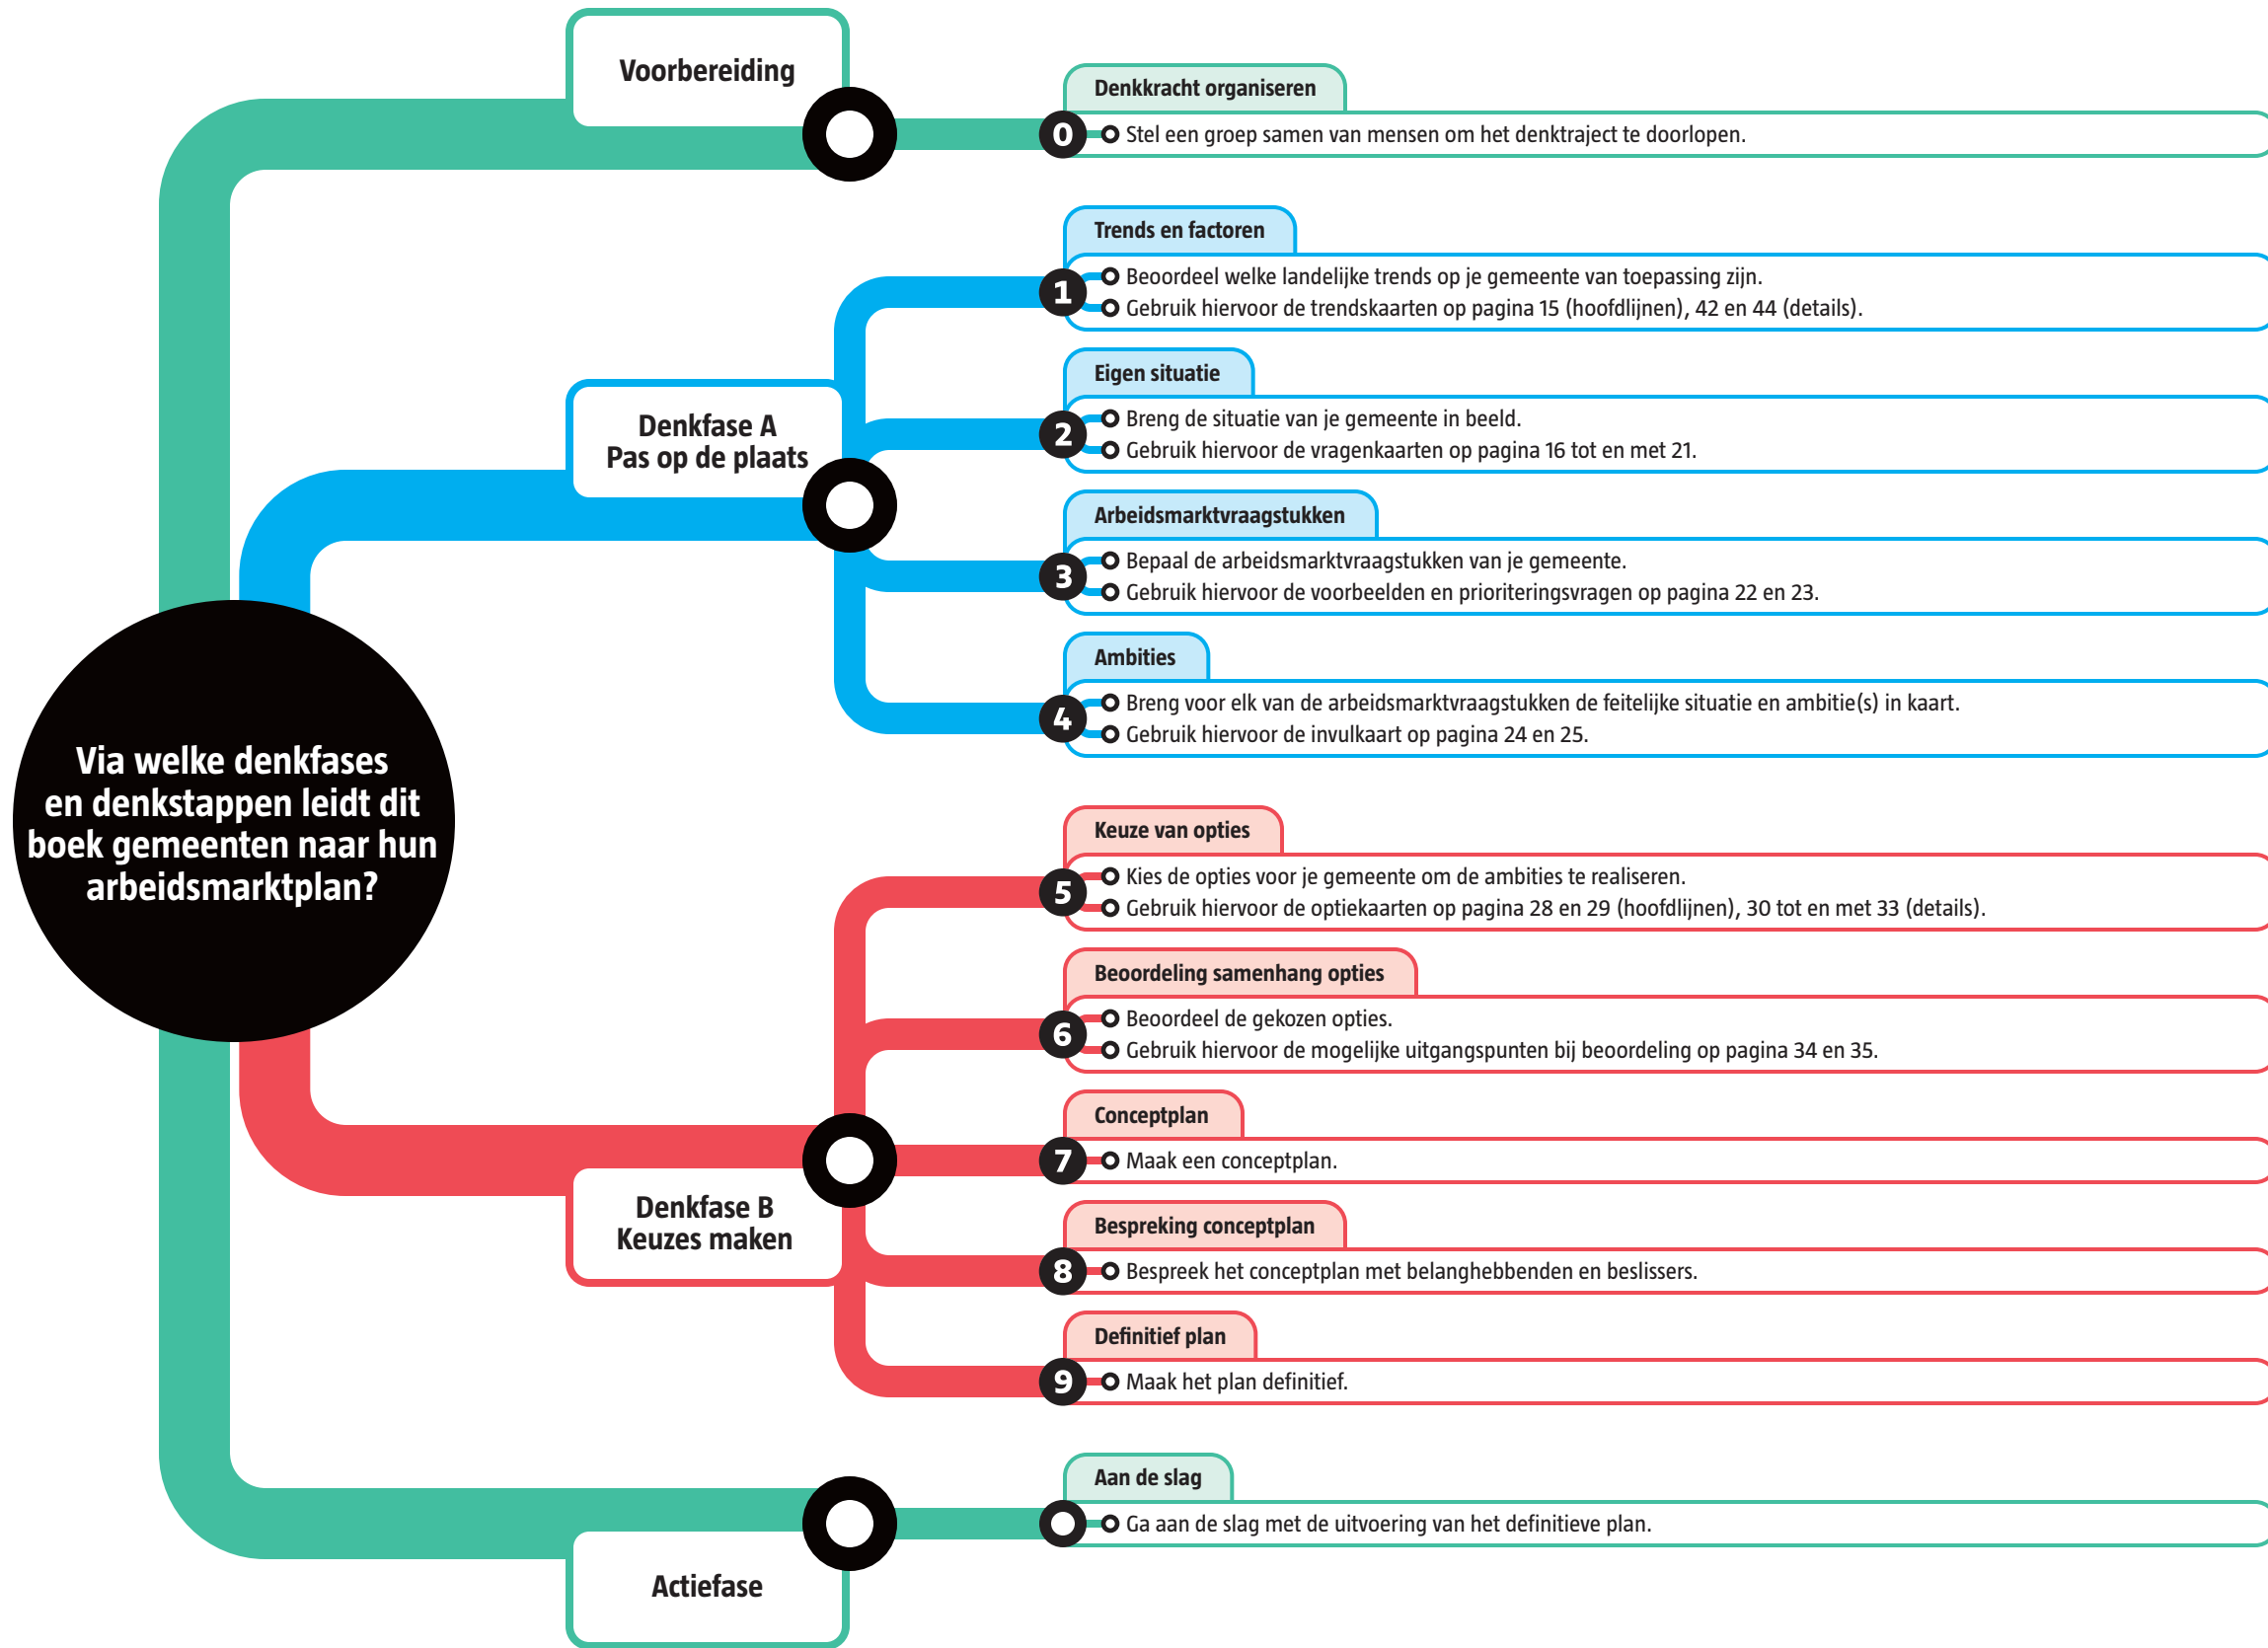 Via welke denkfases
en denkstappen leidt dit
boek gemeenten naar hun
arbeidsmarktplan?
Voorbereiding
Denkkracht organiseren
0
Stel een groep samen van mensen om het denktraject te doorlopen.
Denkfase A
Pas op de plaats
Trends en factoren
1
Beoordeel welke landelijke trends op je gemeente van toepassing zijn.
Gebruik hiervoor de trendskaarten op pagina 15 (hoofdlijnen), 42 en 44 (details).
Eigen situatie
2
Breng de situatie van je gemeente in beeld.
Gebruik hiervoor de vragenkaarten op pagina 16 tot en met 21.
Arbeidsmarktvraagstukken
3
Bepaal de arbeidsmarktvraagstukken van je gemeente.
Gebruik hiervoor de voorbeelden en prioriteringsvragen op pagina 22 en 23.
Ambities
4
Breng voor elk van de arbeidsmarktvraagstukken de feitelijke situatie en ambitie(s) in kaart.
Gebruik hiervoor de invulkaart op pagina 24 en 25.
Denkfase B
Keuzes maken
Keuze van opties
5
Kies de opties voor je gemeente om de ambities te realiseren.
Gebruik hiervoor de optiekaarten op pagina 28 en 29 (hoofdlijnen), 30 tot en met 33 (details).
Beoordeling samenhang opties
6
Beoordeel de gekozen opties.
Gebruik hiervoor de mogelijke uitgangspunten bij beoordeling op pagina 34 en 35.
Conceptplan
7
Maak een conceptplan.
Bespreking conceptplan
8
Bespreek het conceptplan met belanghebbenden en beslissers.
Definitief plan
9
Maak het plan definitief.
Actiefase
Aan de slag
Ga aan de slag met de uitvoering van het definitieve plan.